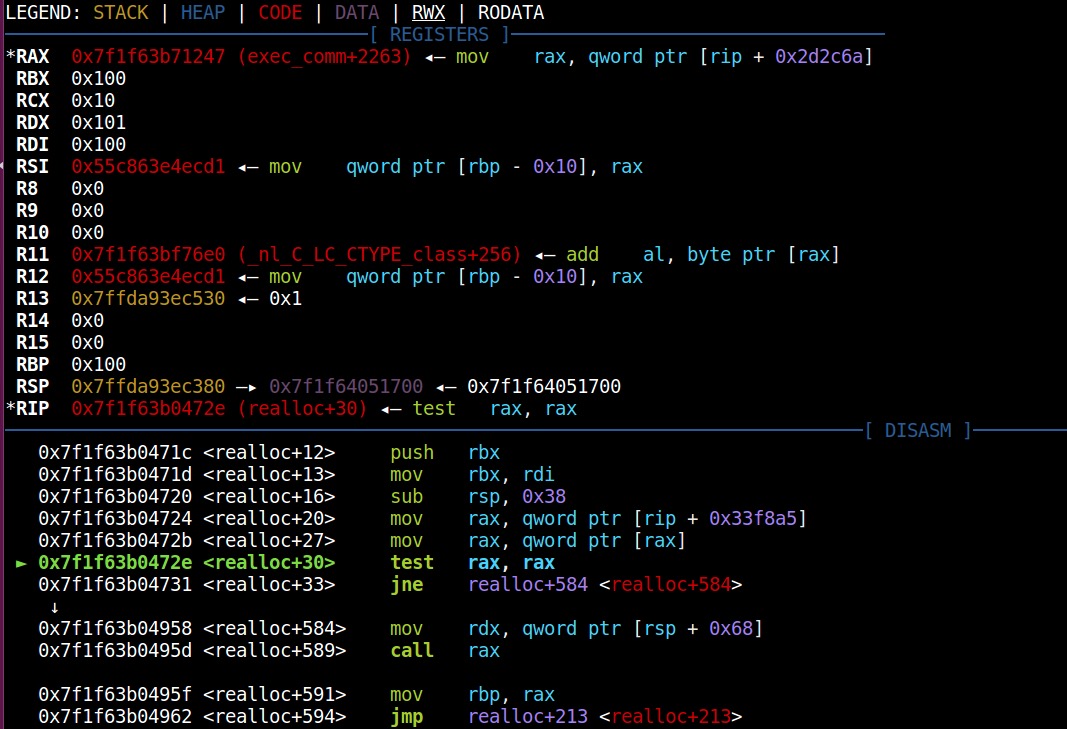 LEGEND: STACK | HEAP | CODE | DATA | RWX | RODATA
[ REGISTERS ]
*RAX 0x7f1f63b71247 (exec_comm+2263) ◂— mov rax, qword ptr [rip + 0x2d2c6a]
RBX 0x100
RCX 0x10
RDX 0x101
RDI 0x100
RSI 0x55c863e4ecd1 ◂— mov qword ptr [rbp - 0x10], rax
R8 0x0
R9 0x0
R10 0x0
R11 0x7f1f63bf76e0 (_nl_C_LC_CTYPE_class+256) ◂— add al, byte ptr [rax]
R12 0x55c863e4ecd1 ◂— mov qword ptr [rbp - 0x10], rax
R13 0x7ffda93ec530 ◂— 0x1
R14 0x0
R15 0x0
RBP 0x100
RSP 0x7ffda93ec380 —▸ 0x7f1f64051700 ◂— 0x7f1f64051700
*RIP 0x7f1f63b0472e (realloc+30) ◂— test rax, rax
[ DISASM ]
0x7f1f63b0471c <realloc+12> push rbx
0x7f1f63b0471d <realloc+13> mov rbx, rdi
0x7f1f63b04720 <realloc+16> sub rsp, 0x38
0x7f1f63b04724 <realloc+20> mov rax, qword ptr [rip + 0x33f8a5]
0x7f1f63b0472b <realloc+27> mov rax, qword ptr [rax]
► 0x7f1f63b0472e <realloc+30> test rax, rax
0x7f1f63b04731 <realloc+33> jne realloc+584 <realloc+584>
↓
0x7f1f63b04958 <realloc+584> mov rdx, qword ptr [rsp + 0x68]
0x7f1f63b0495d <realloc+589> call rax
0x7f1f63b0495f <realloc+591> mov rbp, rax
0x7f1f63b04962 <realloc+594> jmp realloc+213 <realloc+213>